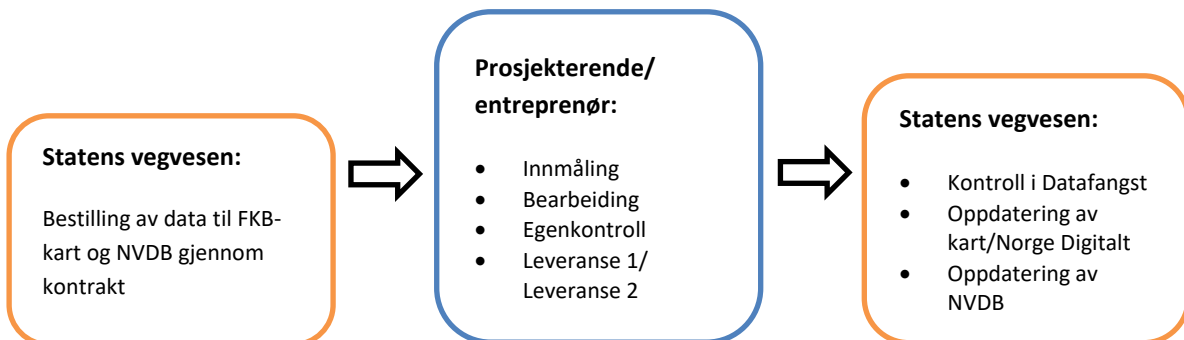 Statens vegvesen:
Bestilling av data til FKB-
kart og NVDB gjennom
kontrakt
Prosjekterende/
entreprenør:
• Innmåling
• Bearbeiding
• Egenkontroll
• Leveranse 1/
Leveranse 2
Statens vegvesen:
• Kontroll i Datafangst
• Oppdatering av
kart/Norge Digitalt
• Oppdatering av
NVDB